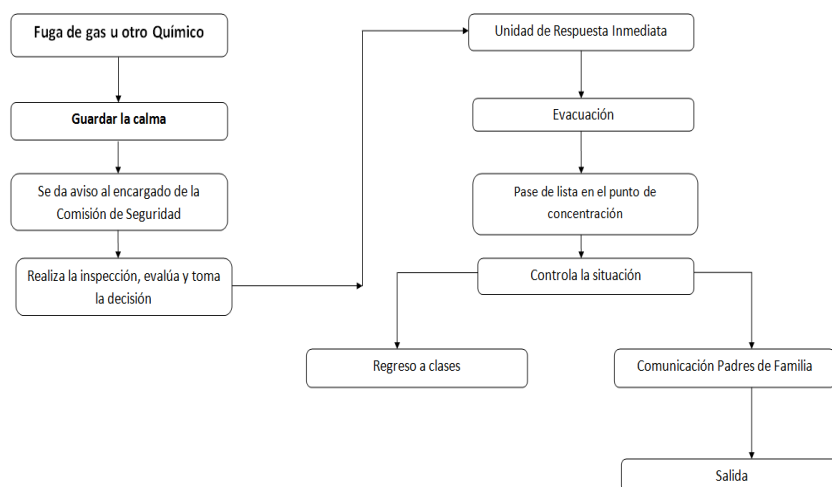 Fuga de gas u otro Químico
Guardar la calma
Se da aviso al encargado de la
Comisión de Seguridad
Realiza la inspección, evalúa y toma
la decisión
Unidad de Respuesta Inmediata
Evacuación
Pase de lista en el punto de
concentración
Controla la situación
Regreso a clases
Comunicación Padres de Familia
Salida